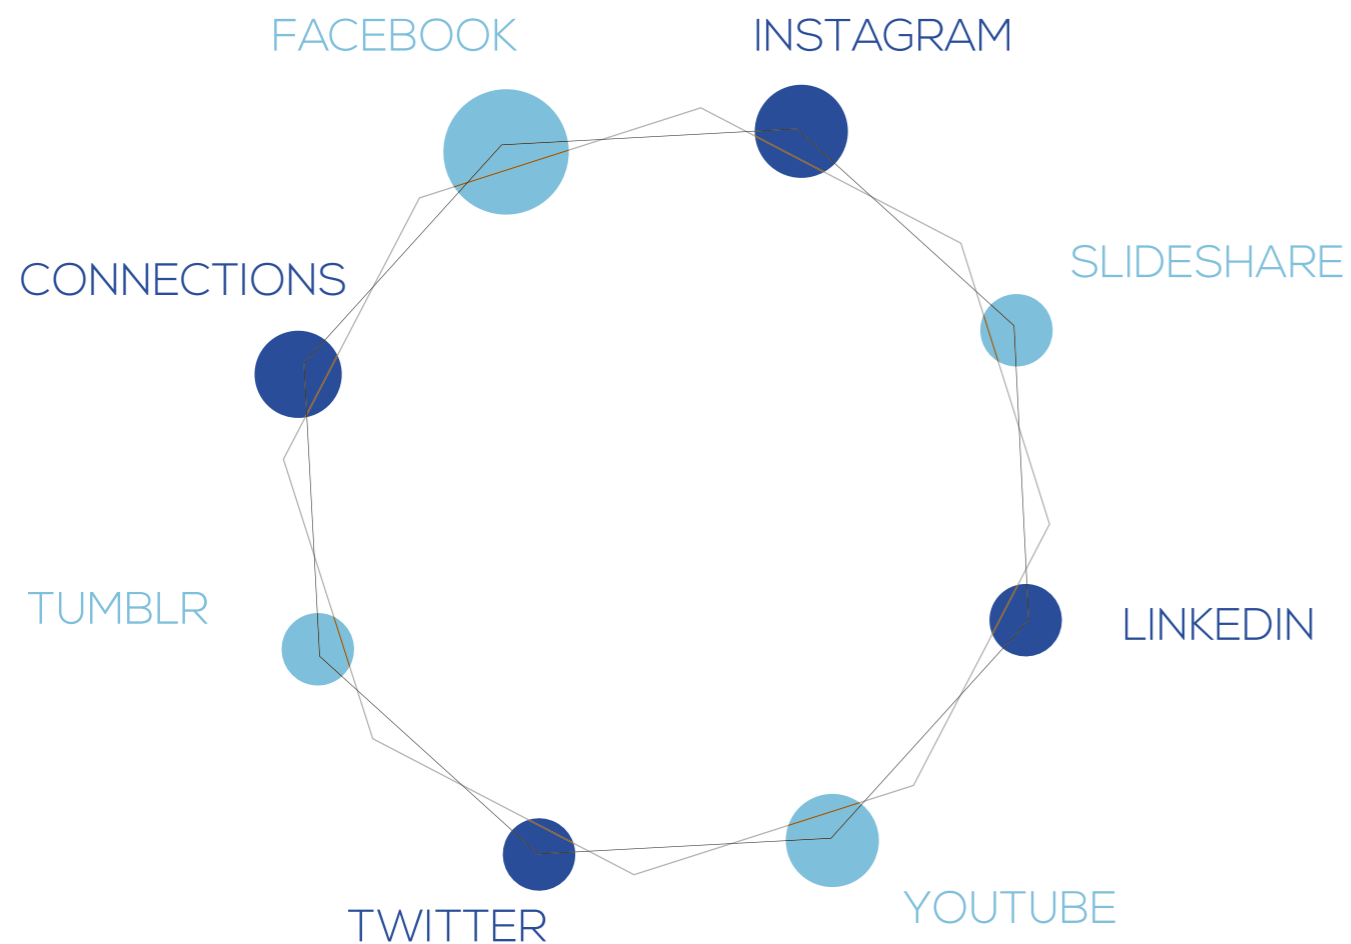 FACEBOOK
INSTAGRAM
SLIDESHARE
CONNECTIONS
TUMBLR
LINKEDIN
YOUTUBE
TWITTER